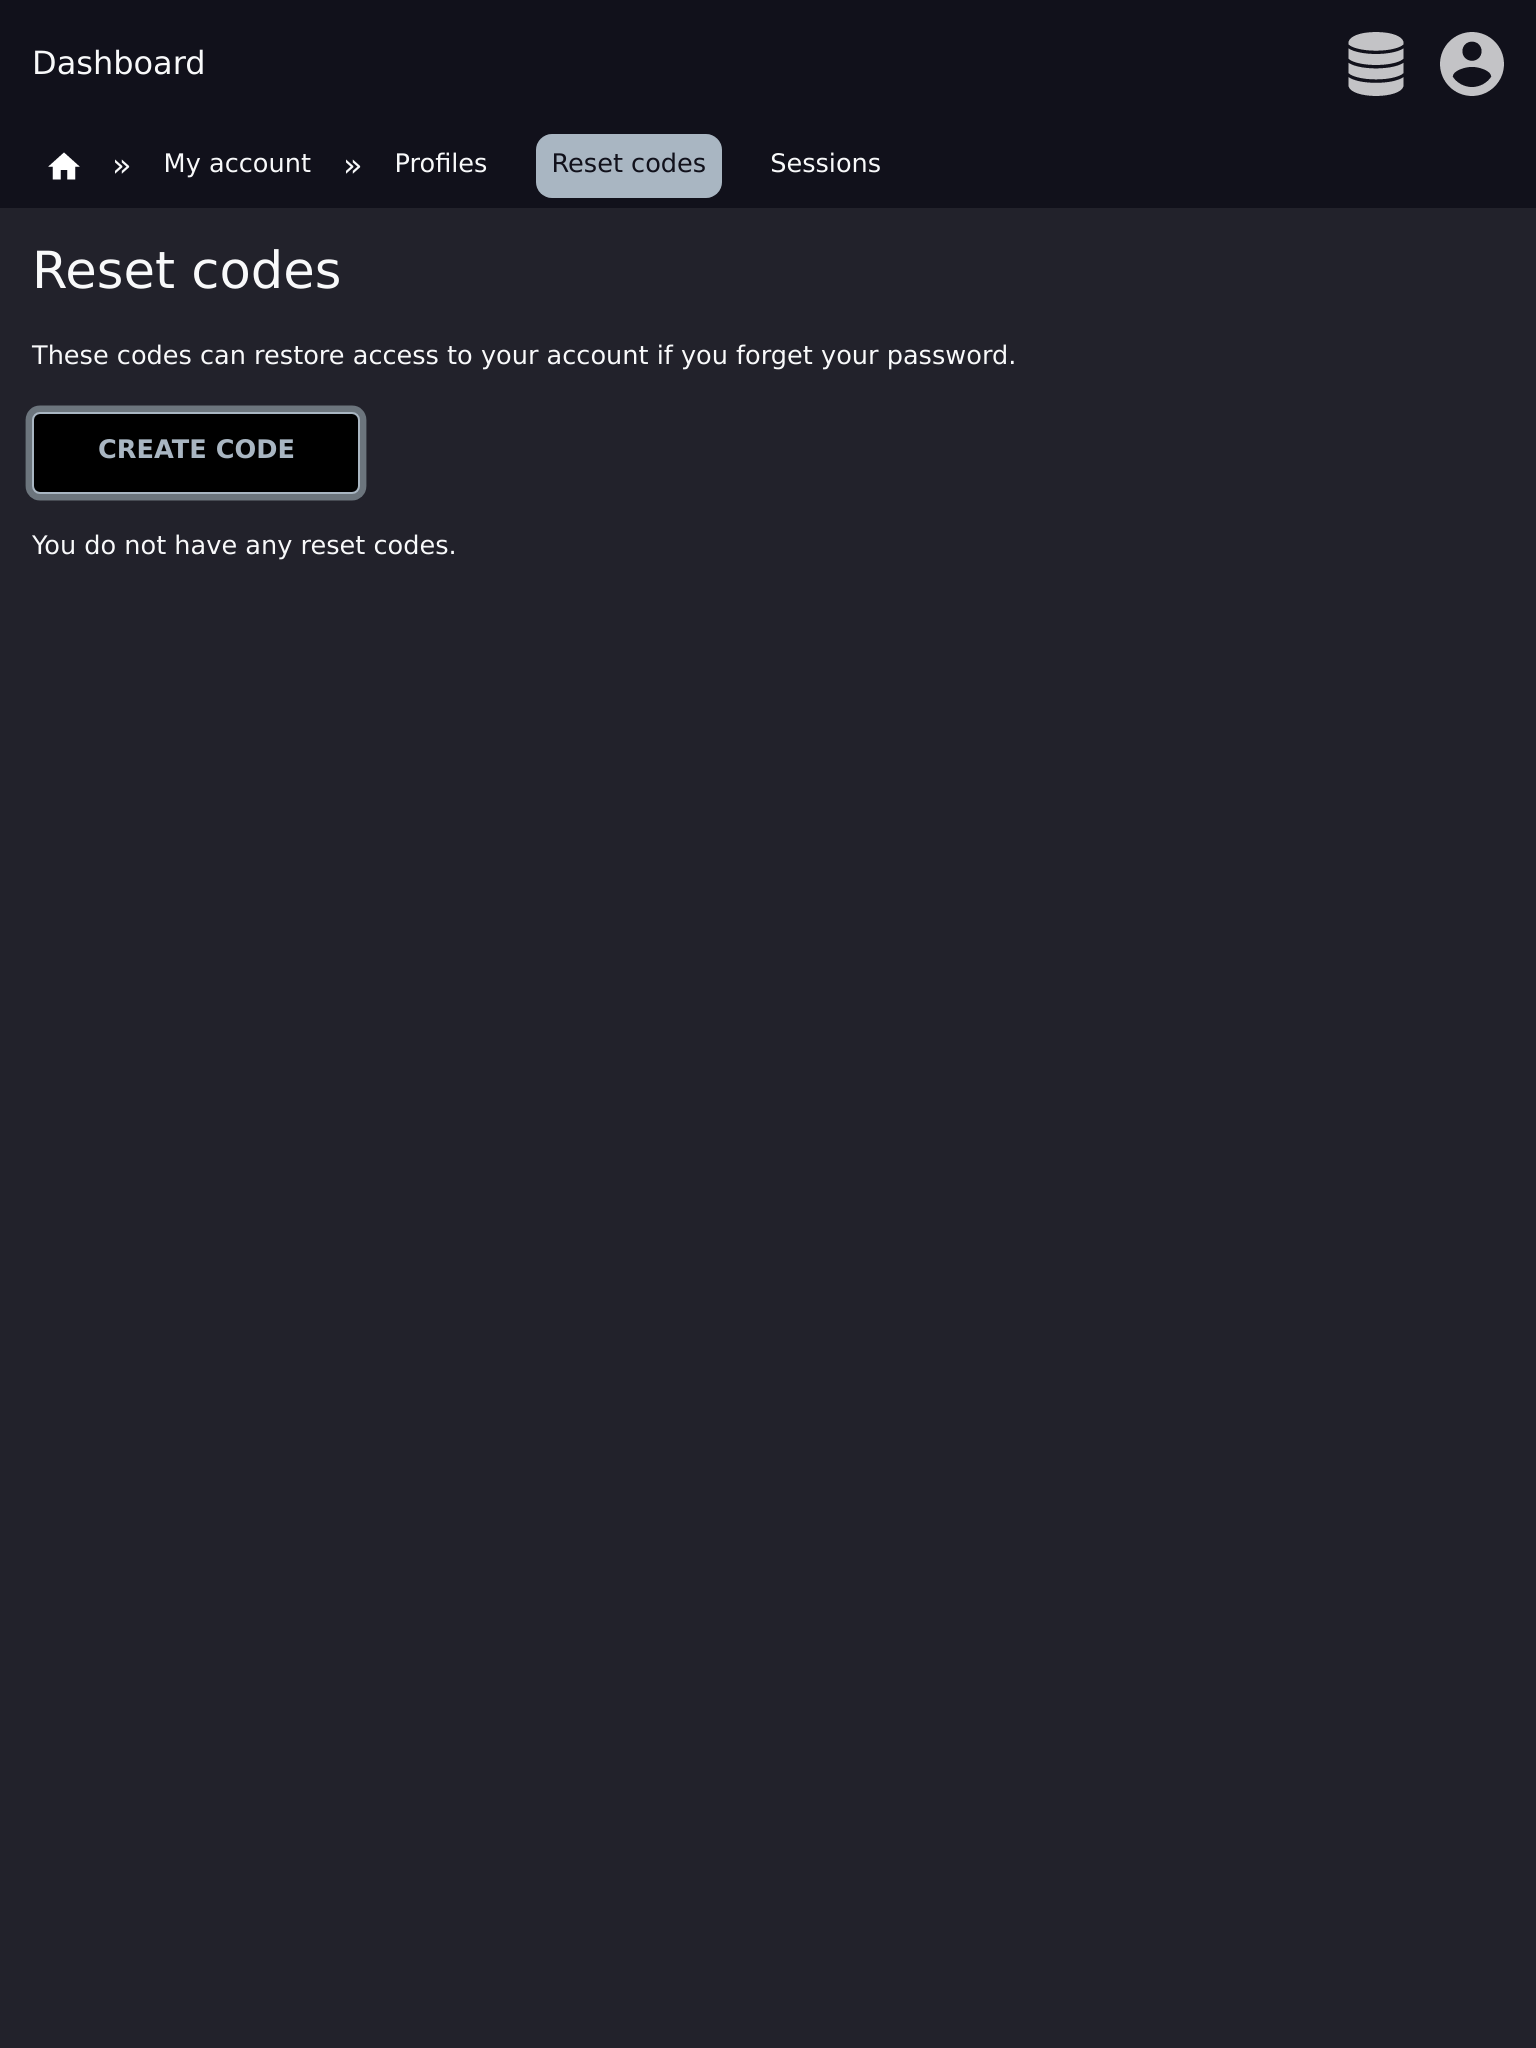 Dashboard
» My account » Profiles Reset codes Sessions
Reset codes
These codes can restore access to your account if you forget your password.
CREATE CODE
You do not have any reset codes.